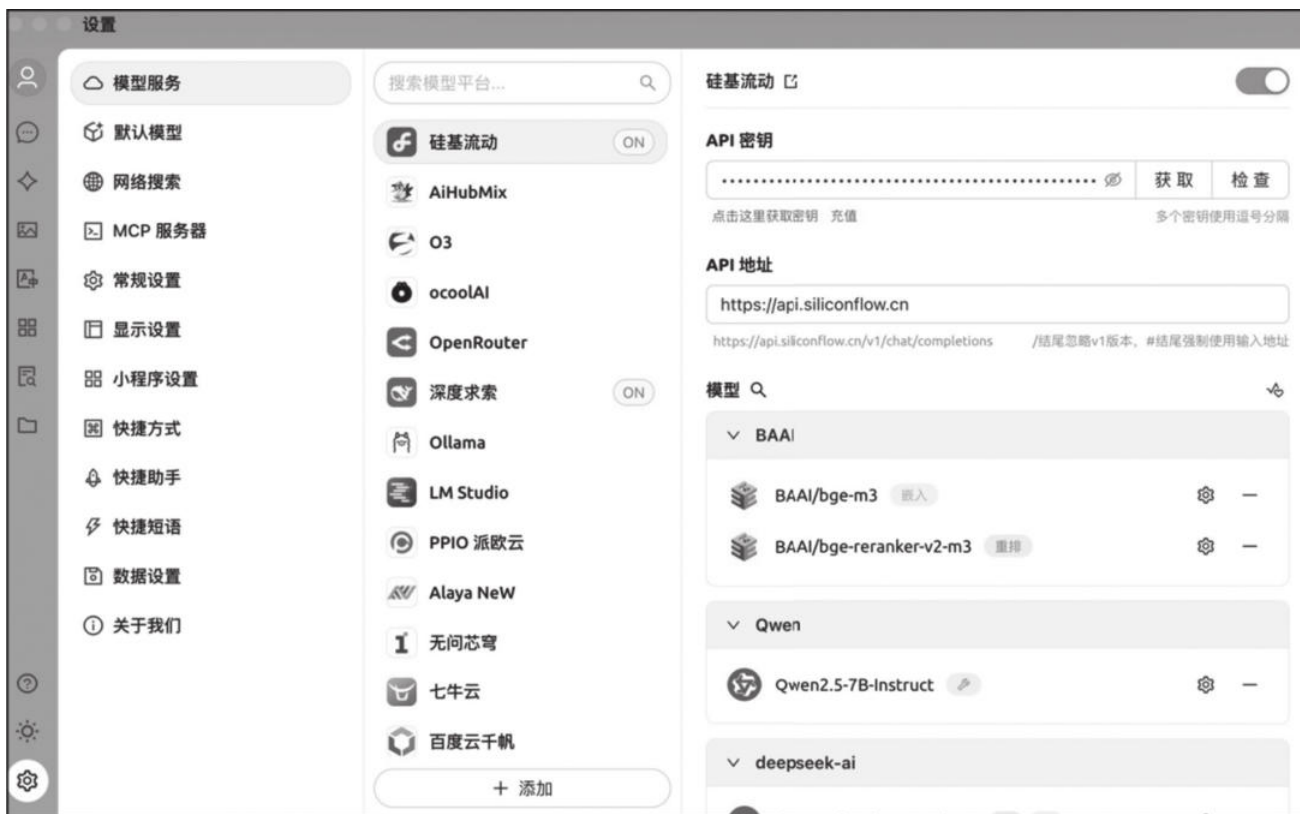 设置
模型服务
默认模型
网络搜索
MCP 服务器
常规设置
显示设置
小程序设置
快捷方式
快捷助手
快捷短语
数据设置
关于我们
搜索模型平台...
硅基流动 ON
AiHubMix
O3
ocoolAI
OpenRouter
深度求索 ON
Ollama
LM Studio
PPIO 派欧云
Alaya NeW
无问芯穹
七牛云
百度云千帆
+ 添加
硅基流动
API 密钥
获取 检查
点击这里获取密钥 充值 多个密钥使用逗号分隔
API 地址
https://api.siliconflow.cn
https://api.siliconflow.cn/v1/chat/completions /结尾忽略v1版本，#结尾强制使用输入地址
模型
BAAI
BAAI/bge-m3 嵌入
BAAI/bge-reranker-v2-m3 重排
Qwen
Qwen2.5-7B-Instruct
deepseek-ai